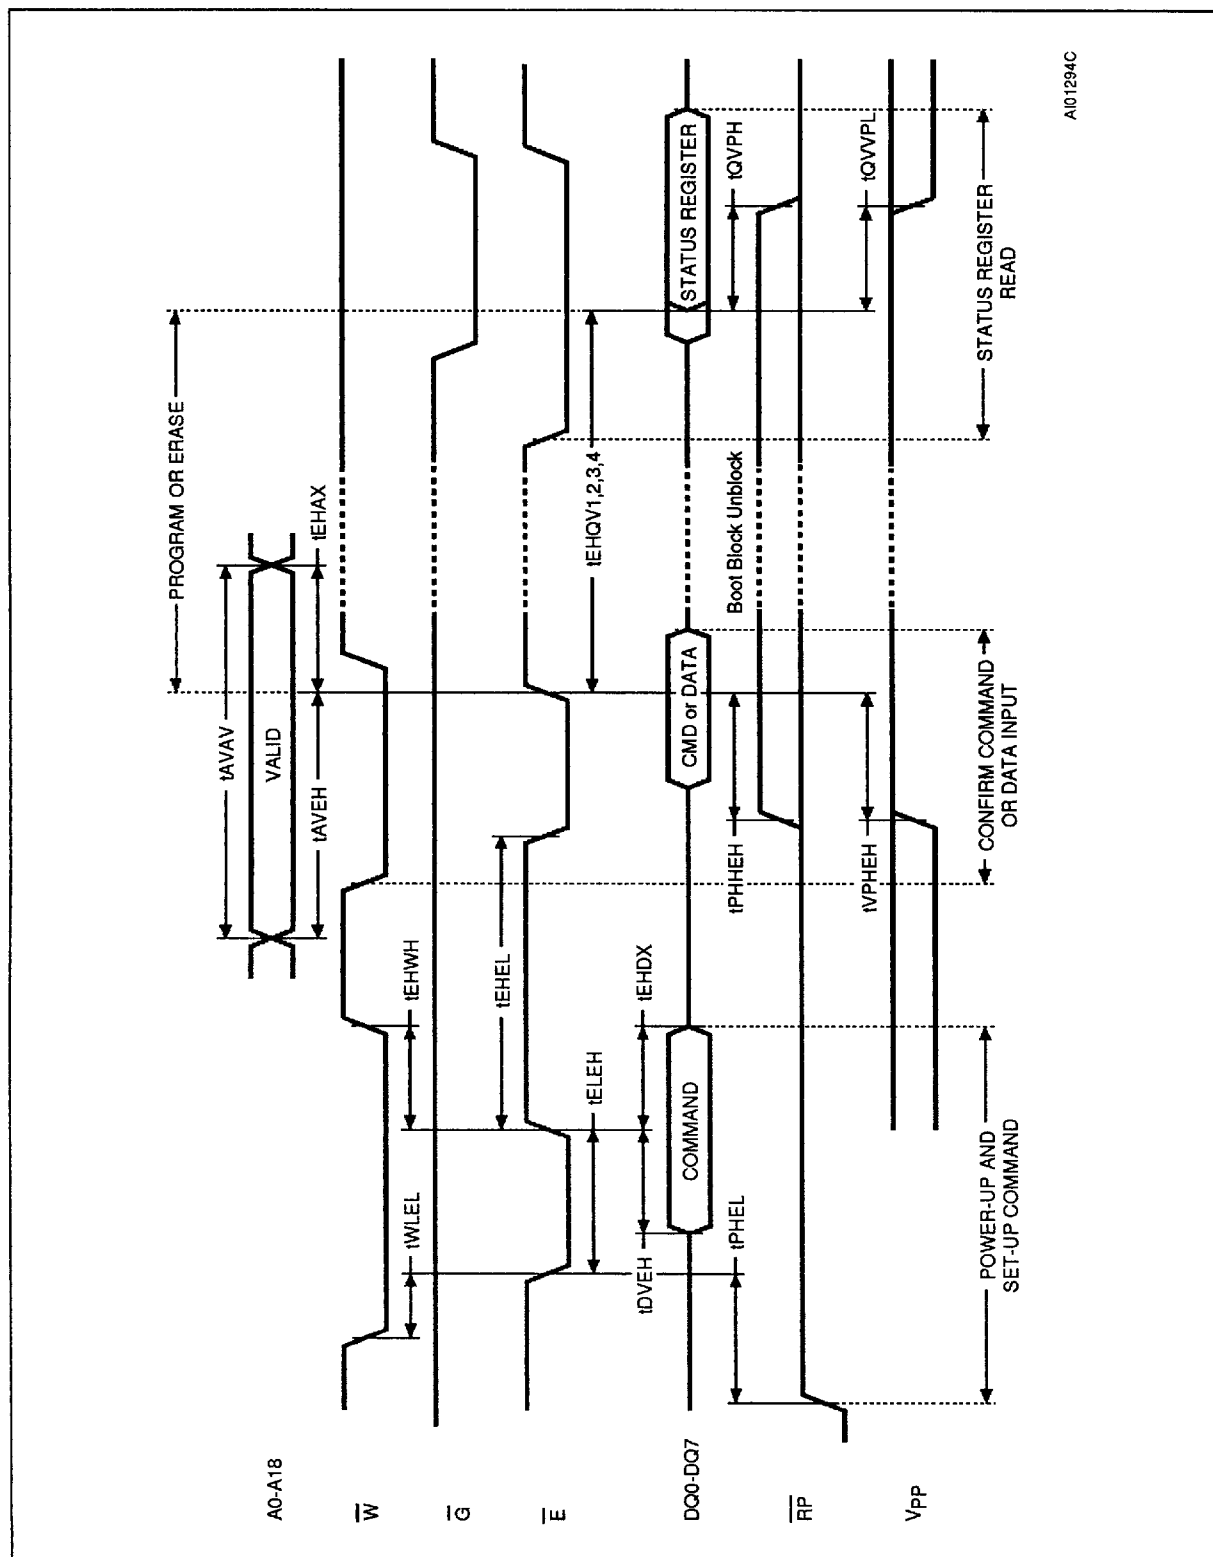 PROGRAM OR ERASE
tAVAV
A0-A18
VALID
tAVEH
tEHAX
W
tWLEL
tEHWH
G
tEHEL
E
tELEH
tEHQV1,2,3,4
tDVEH
tEHDX
DQ0-DQ7
COMMAND
CMD or DATA
STATUS REGISTER
tPHEL
tPHHEH
Boot Block Unblock
tQVPH
RP
tVPHEH
tQVVPL
VPP
POWER-UP AND
SET-UP COMMAND
CONFIRM COMMAND
OR DATA INPUT
STATUS REGISTER
READ
AI01294C